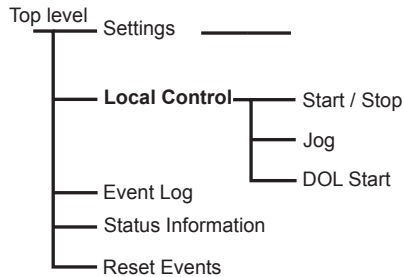 Top level
Settings
Local Control
Start / Stop
Jog
DOL Start
Event Log
Status Information
Reset Events